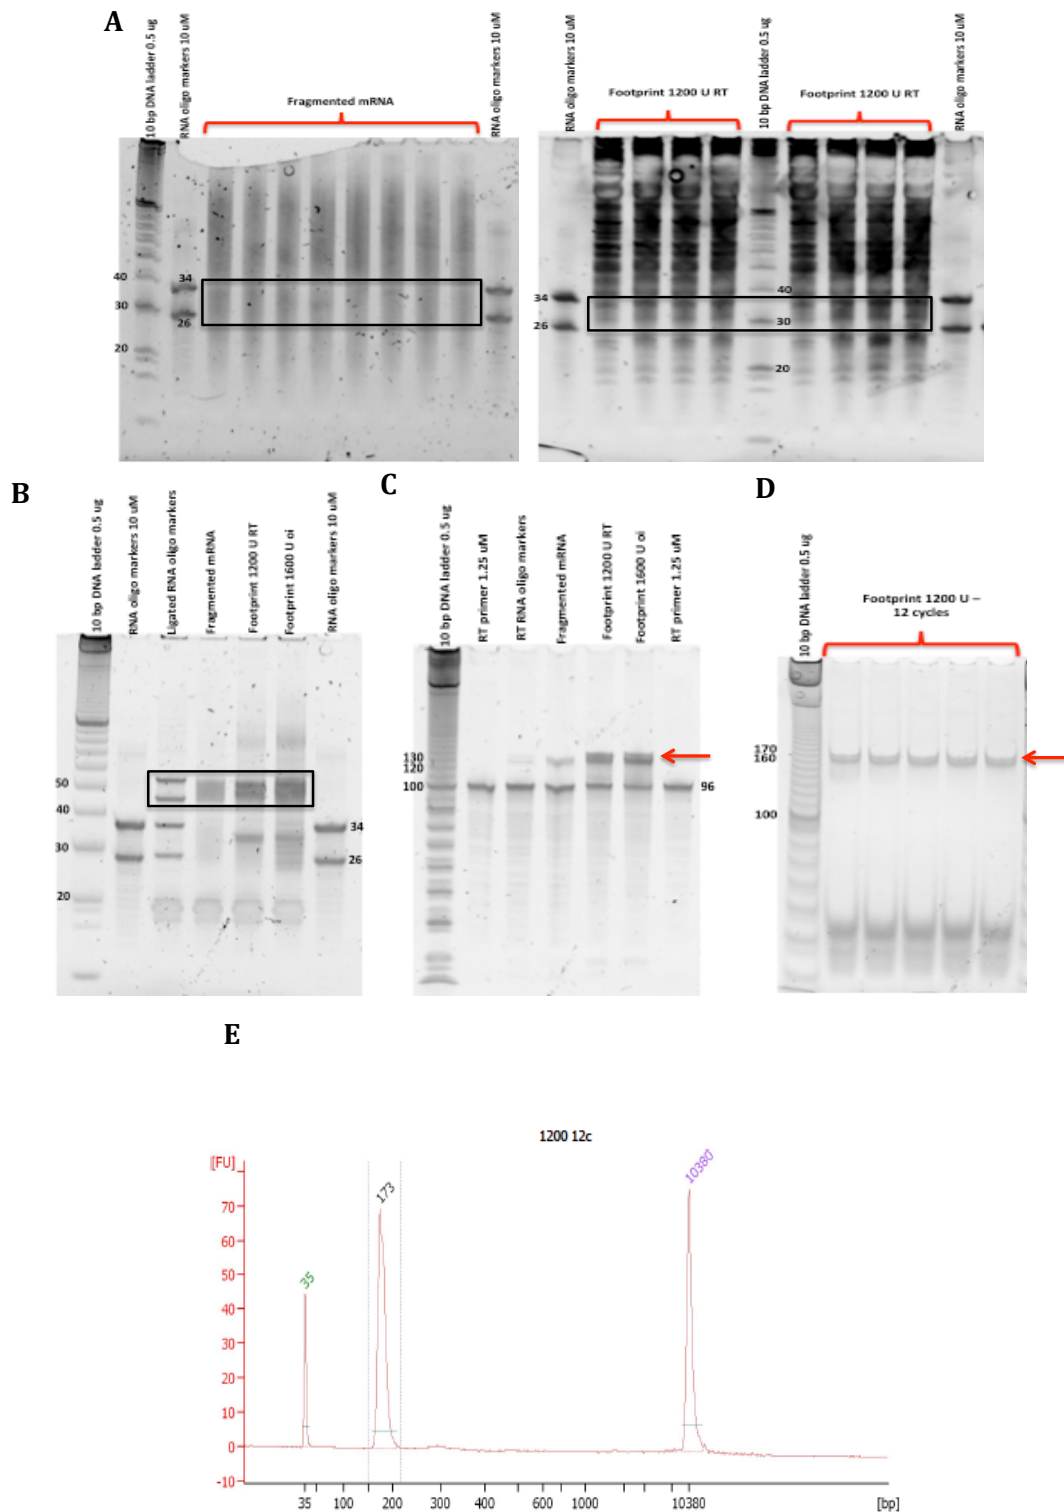 A
10 bp DNA ladder 0.5 ug
RNA oligo markers 10 uM
Fragmented mRNA
RNA oligo markers 10 uM
40
34
30
26
20
RNA oligo markers 10 uM
Footprint 1200 U RT
10 bp DNA ladder 0.5 ug
Footprint 1200 U RT
RNA oligo markers 10 uM
40
34
30
26
20
B
10 bp DNA ladder 0.5 ug
RNA oligo markers 10 uM
Ligated RNA oligo markers
Fragmented mRNA
Footprint 1200 U RT
Footprint 1600 U oi
RNA oligo markers 10 uM
50
40
34
30
26
20
C
10 bp DNA ladder 0.5 ug
RT primer 1.25 uM
RT RNA oligo markers
Fragmented mRNA
Footprint 1200 U RT
Footprint 1600 U oi
RT primer 1.25 uM
130
120
100
96
D
10 bp DNA ladder 0.5 ug
Footprint 1200 U –
12 cycles
170
160
100
E
1200 12c
[FU]
70
60
50
40
30
20
10
0
-10
35
173
10380
35 100 200 300 400 600 1000 10380 [bp]